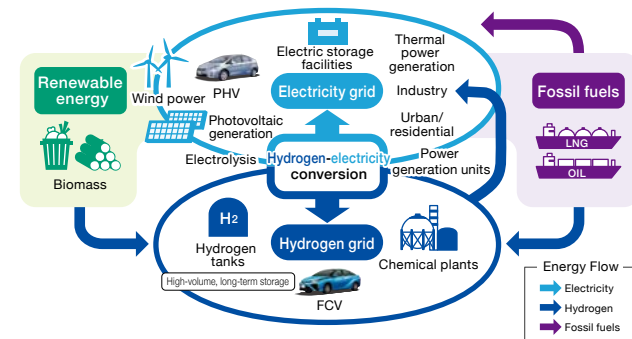 Electric storage
facilities
Thermal
power
generation
Renewable
energy
Wind power
PHV
Electricity grid
Industry
Fossil fuels
Photovoltaic
generation
Urban/
residential
LNG
OIL
Biomass
Electrolysis
Hydrogen-electricity
conversion
Power
generation units
H2
Hydrogen
tanks
Hydrogen grid
Chemical plants
High-volume, long-term storage
FCV
Energy Flow
Electricity
Hydrogen
Fossil fuels